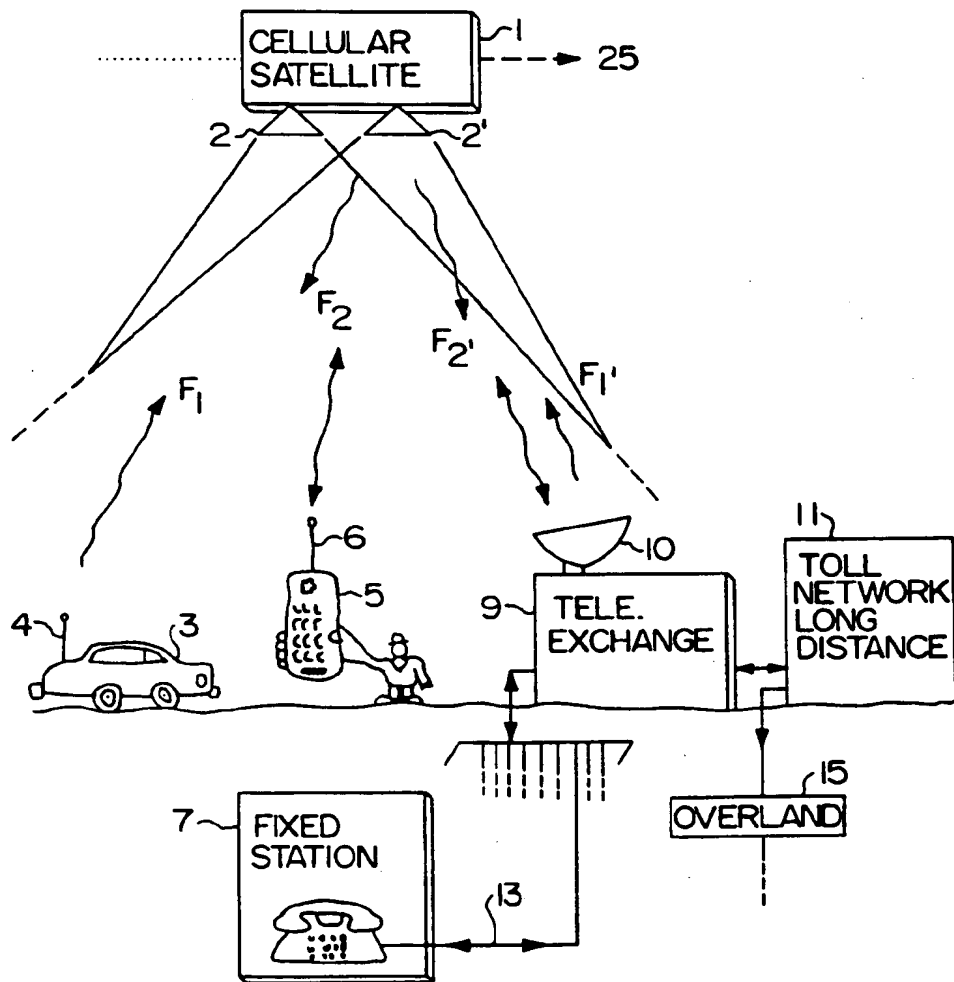 1
CELLULAR
SATELLITE
25
2
2'
F2
F2'
F1
F1'
6
5
4
3
10
9
TELE.
EXCHANGE
11
TOLL
NETWORK
LONG
DISTANCE
15
OVERLAND
7
FIXED
STATION
13